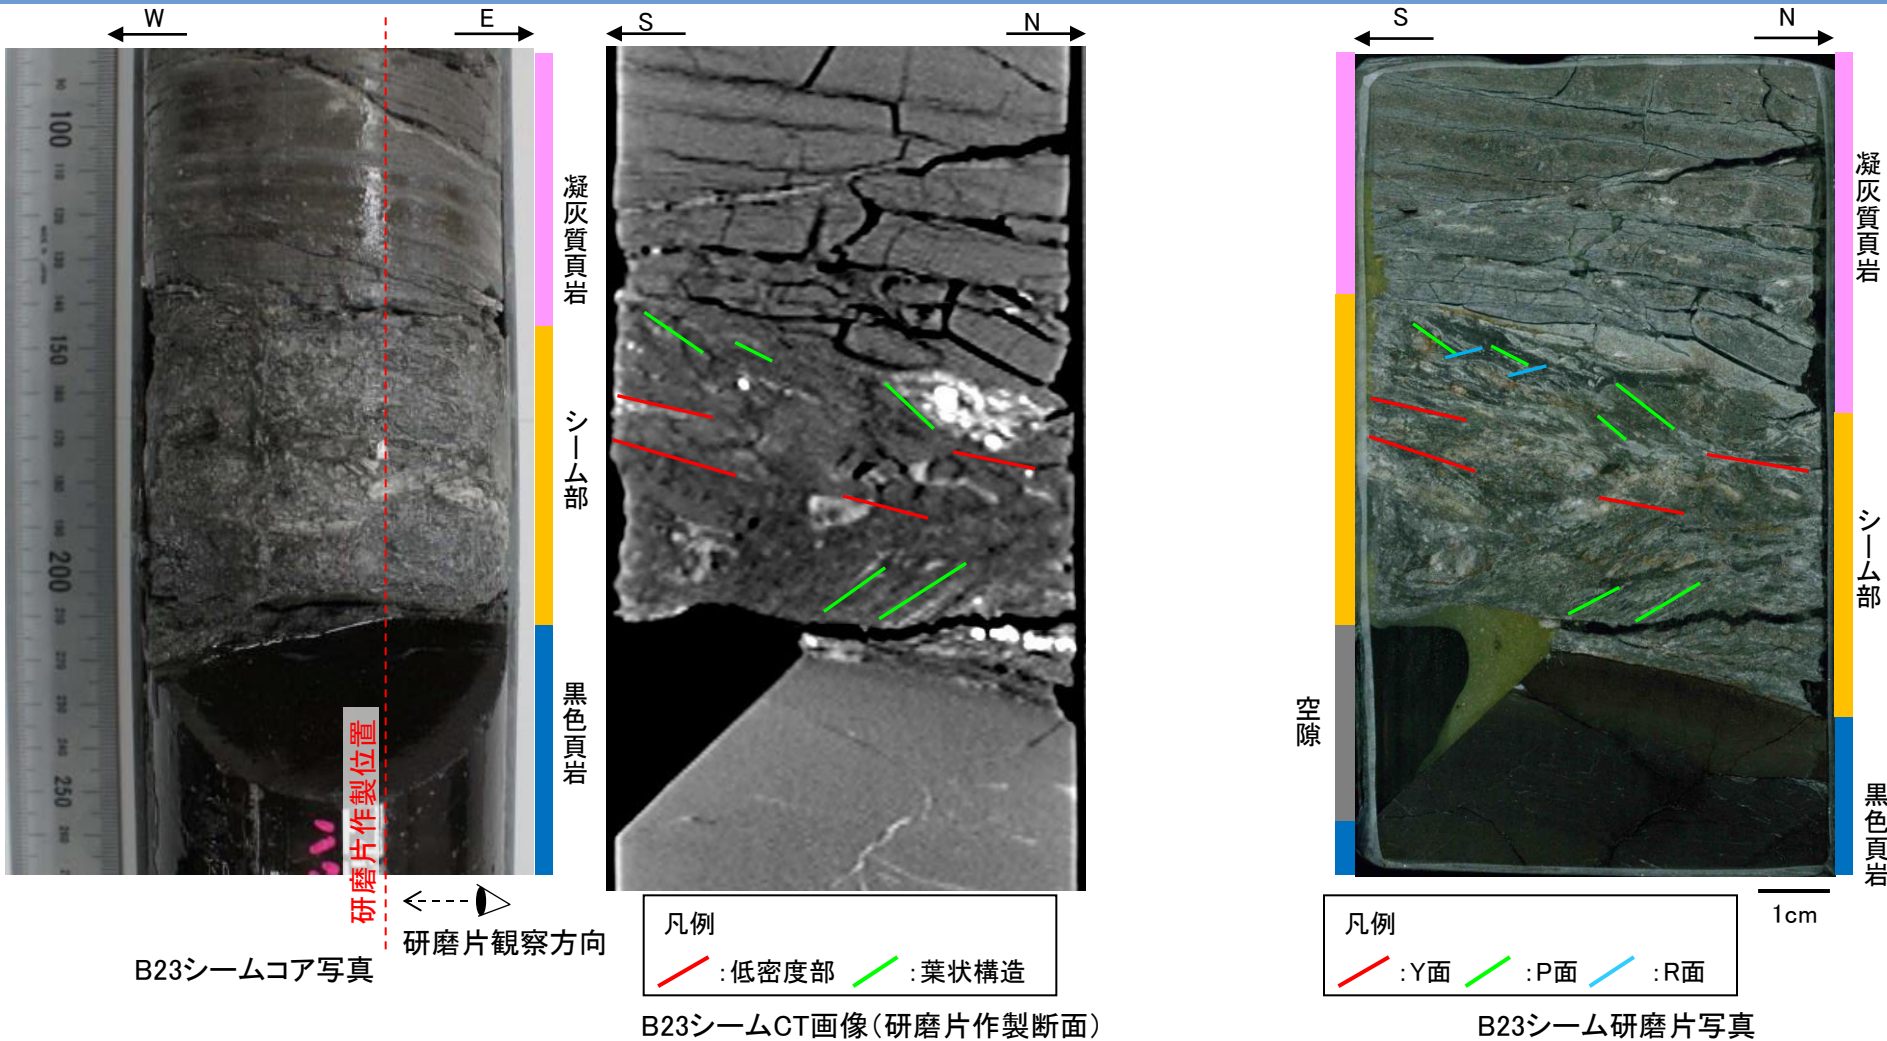 W
E
S
N
S
N
100
150
200
250
凝灰質頁岩
シーム部
黒色頁岩
研磨片作製位置
研磨片観察方向
B23シームコア写真
凡例
:低密度部 :葉状構造
B23シームCT画像(研磨片作製断面)
凝灰質頁岩
シーム部
空隙
黒色頁岩
1cm
凡例
:Y面 :P面 :R面
B23シーム研磨片写真